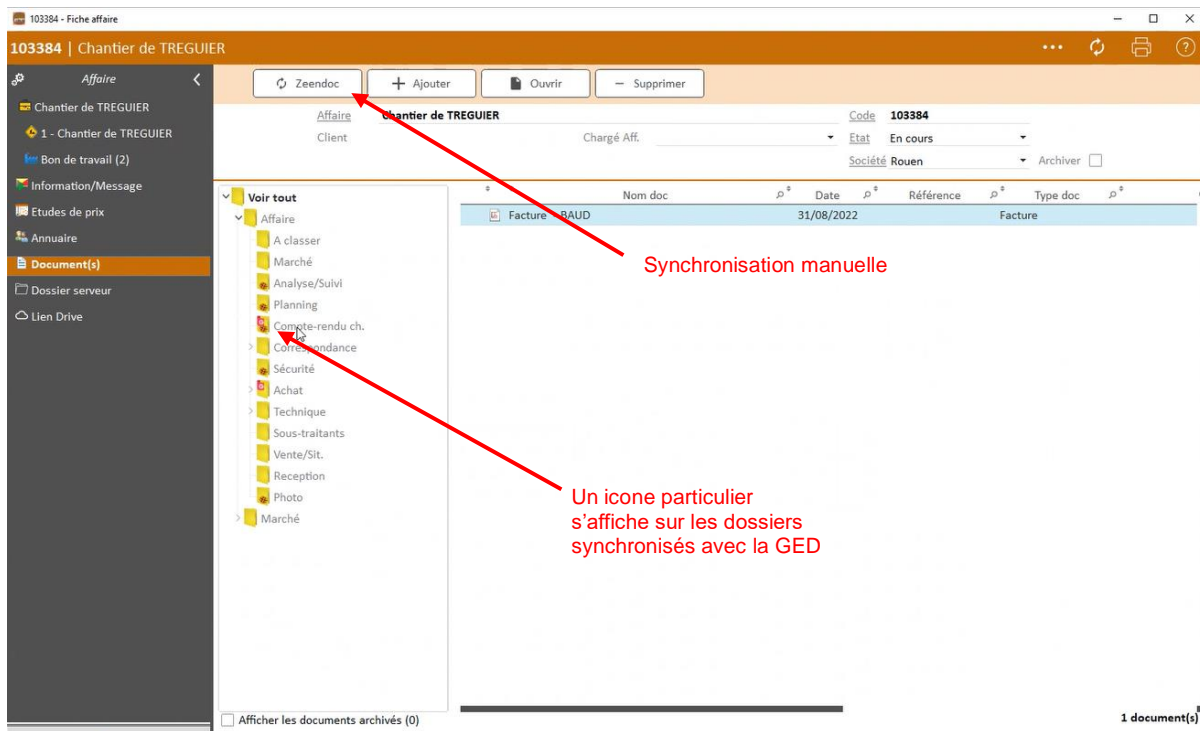 103384 - Fiche affaire
103384 | Chantier de TREGUIER
Affaire
Chantier de TREGUIER
1 - Chantier de TREGUIER
Bon de travail (2)
Information/Message
Etudes de prix
Annuaire
Document(s)
Dossier serveur
Lien Drive
Zeendoc
Ajouter
Ouvrir
Supprimer
Affaire Chantier de TREGUIER Code 103384
Client Chargé Aff. Etat En cours
Société Rouen Archiver
Voir tout
Affaire
A classer
Marché
Analyse/Suivi
Planning
Compte-rendu ch.
Correspondance
Sécurité
Achat
Technique
Sous-traitants
Vente/Sit.
Reception
Photo
Marché
Nom doc Date Référence Type doc
Facture - BAUD 31/08/2022 Facture
Synchronisation manuelle
Un icone particulier
s’affiche sur les dossiers
synchronisés avec la GED
Afficher les documents archivés (0)
1 document(s)